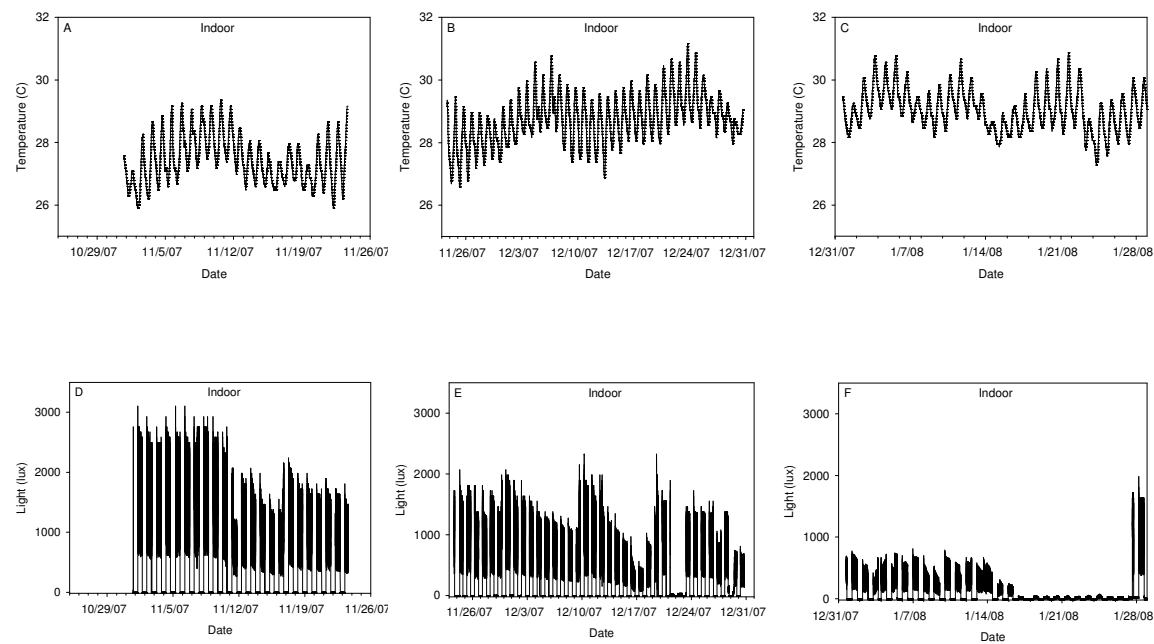 A Indoor
32
30
28
26
Temperature (C)
10/29/07 11/5/07 11/12/07 11/19/07 11/26/07
Date
B Indoor
32
30
28
26
Temperature (C)
11/26/07 12/3/07 12/10/07 12/17/07 12/24/07 12/31/07
Date
C Indoor
32
30
28
26
Temperature (C)
12/31/07 1/7/08 1/14/08 1/21/08 1/28/08
Date
D Indoor
3000
2000
1000
0
Light (lux)
10/29/07 11/5/07 11/12/07 11/19/07 11/26/07
Date
E Indoor
3000
2000
1000
0
Light (lux)
11/26/07 12/3/07 12/10/07 12/17/07 12/24/07 12/31/07
Date
F Indoor
3000
2000
1000
0
Light (lux)
12/31/07 1/7/08 1/14/08 1/21/08 1/28/08
Date